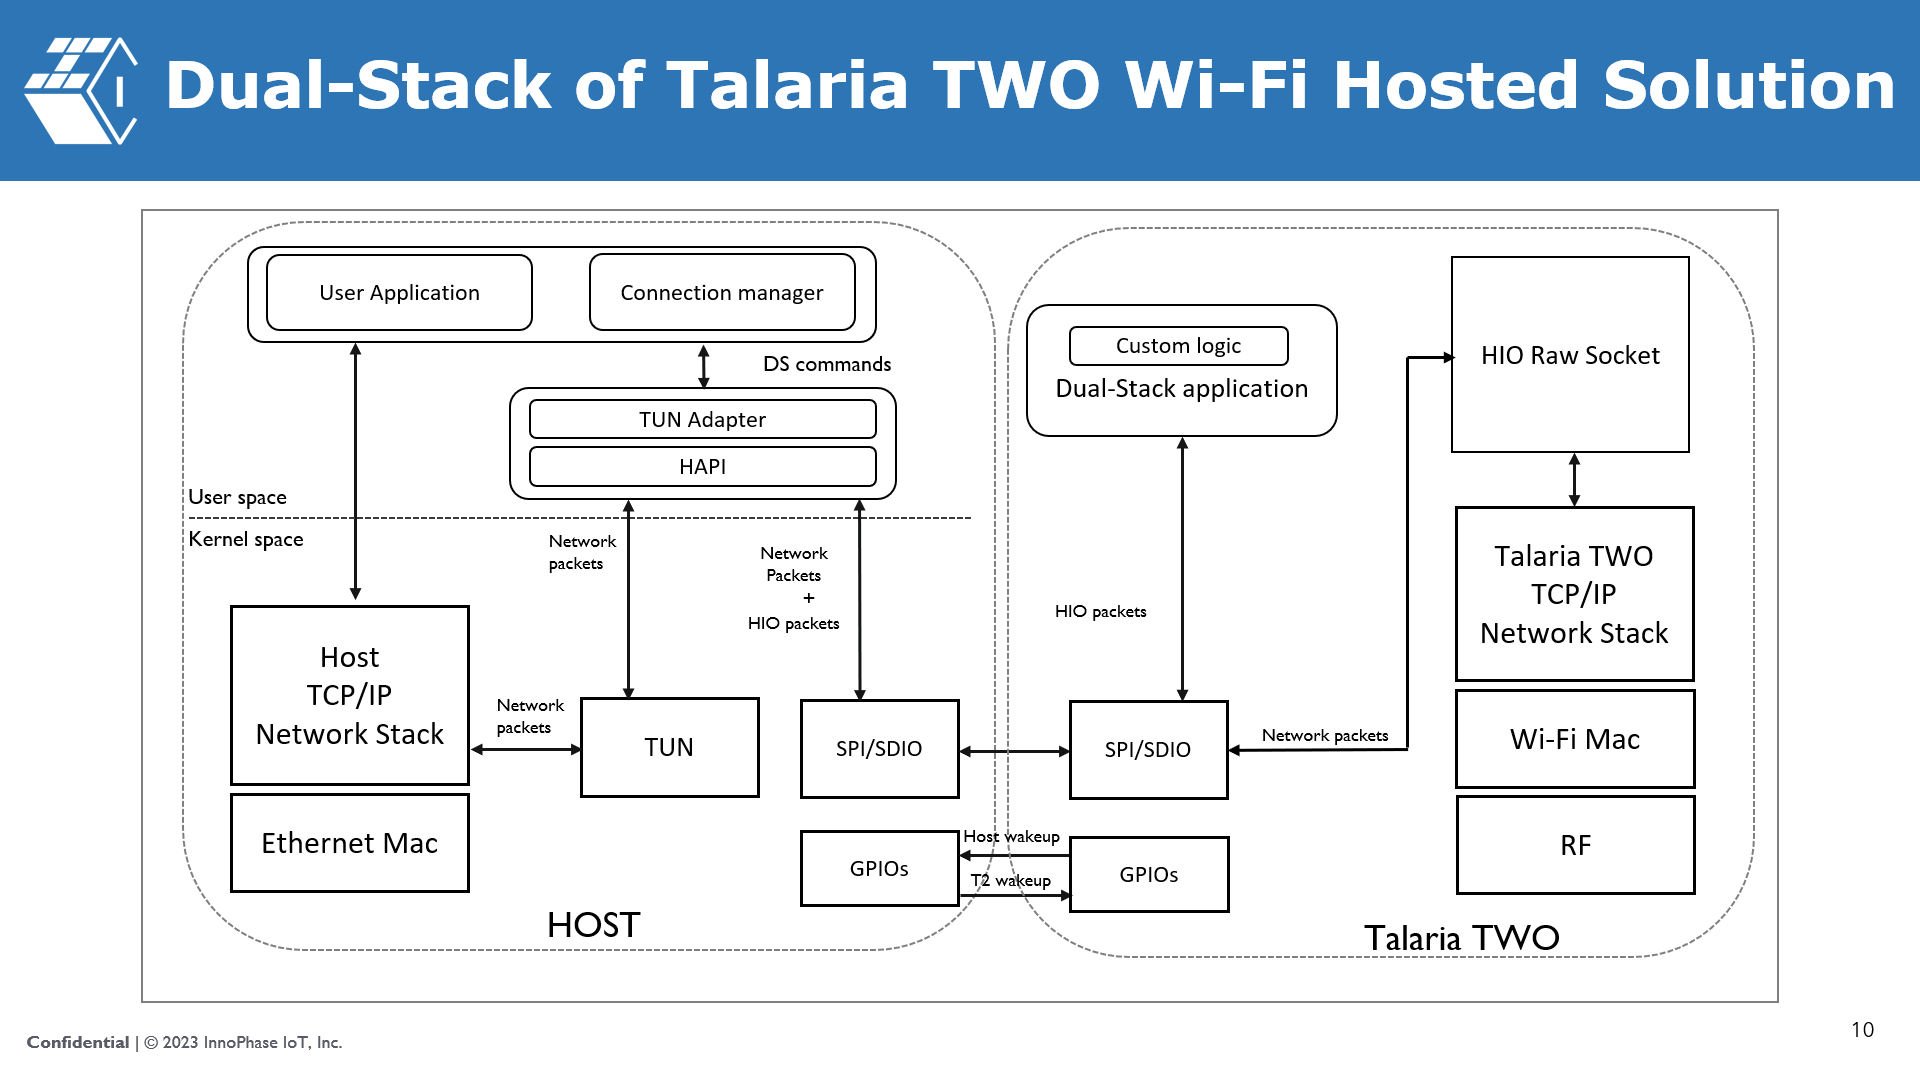 Dual-Stack of Talaria TWO Wi-Fi Hosted Solution
User Application
Connection manager
DS commands
TUN Adapter
HAPI
User space
Kernel space
Network
packets
Network
Packets
+
HIO packets
Host
TCP/IP
Network Stack
Network
packets
TUN
SPI/SDIO
Ethernet Mac
GPIOs
HOST
Host wakeup
T2 wakeup
Custom logic
Dual-Stack application
HIO packets
SPI/SDIO
Network packets
GPIOs
HIO Raw Socket
Talaria TWO
TCP/IP
Network Stack
Wi-Fi Mac
RF
Talaria TWO
Confidential | © 2023 InnoPhase IoT, Inc.
10